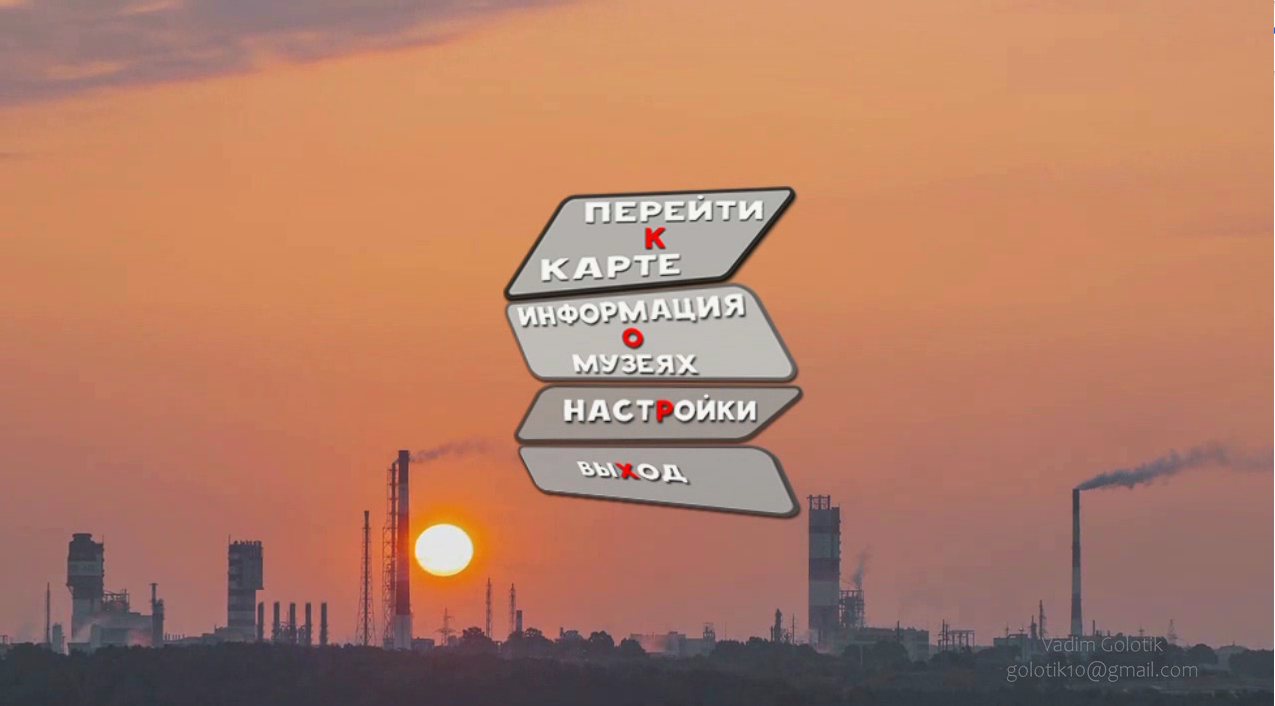 ПЕРЕЙТИ
К
КАРТЕ
ИНФОРМАЦИЯ
О
МУЗЕЯХ
НАСТРОЙКИ
ВЫХОД
Vadim Golotik
golotik10@gmail.com